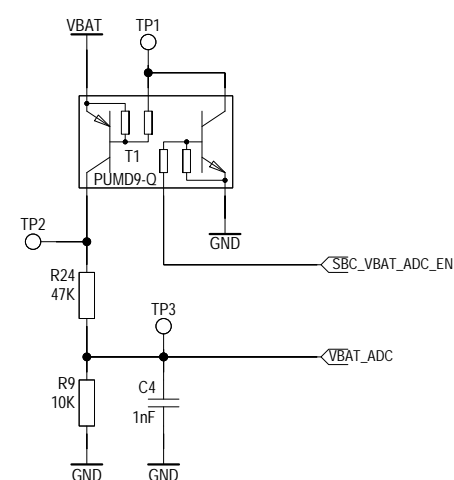 VBAT
TP1
T1
PUMD9-Q
TP2
GND
SBC_VBAT_ADC_EN
R24
47K
TP3
VBAT_ADC
R9
10K
C4
1nF
GND
GND